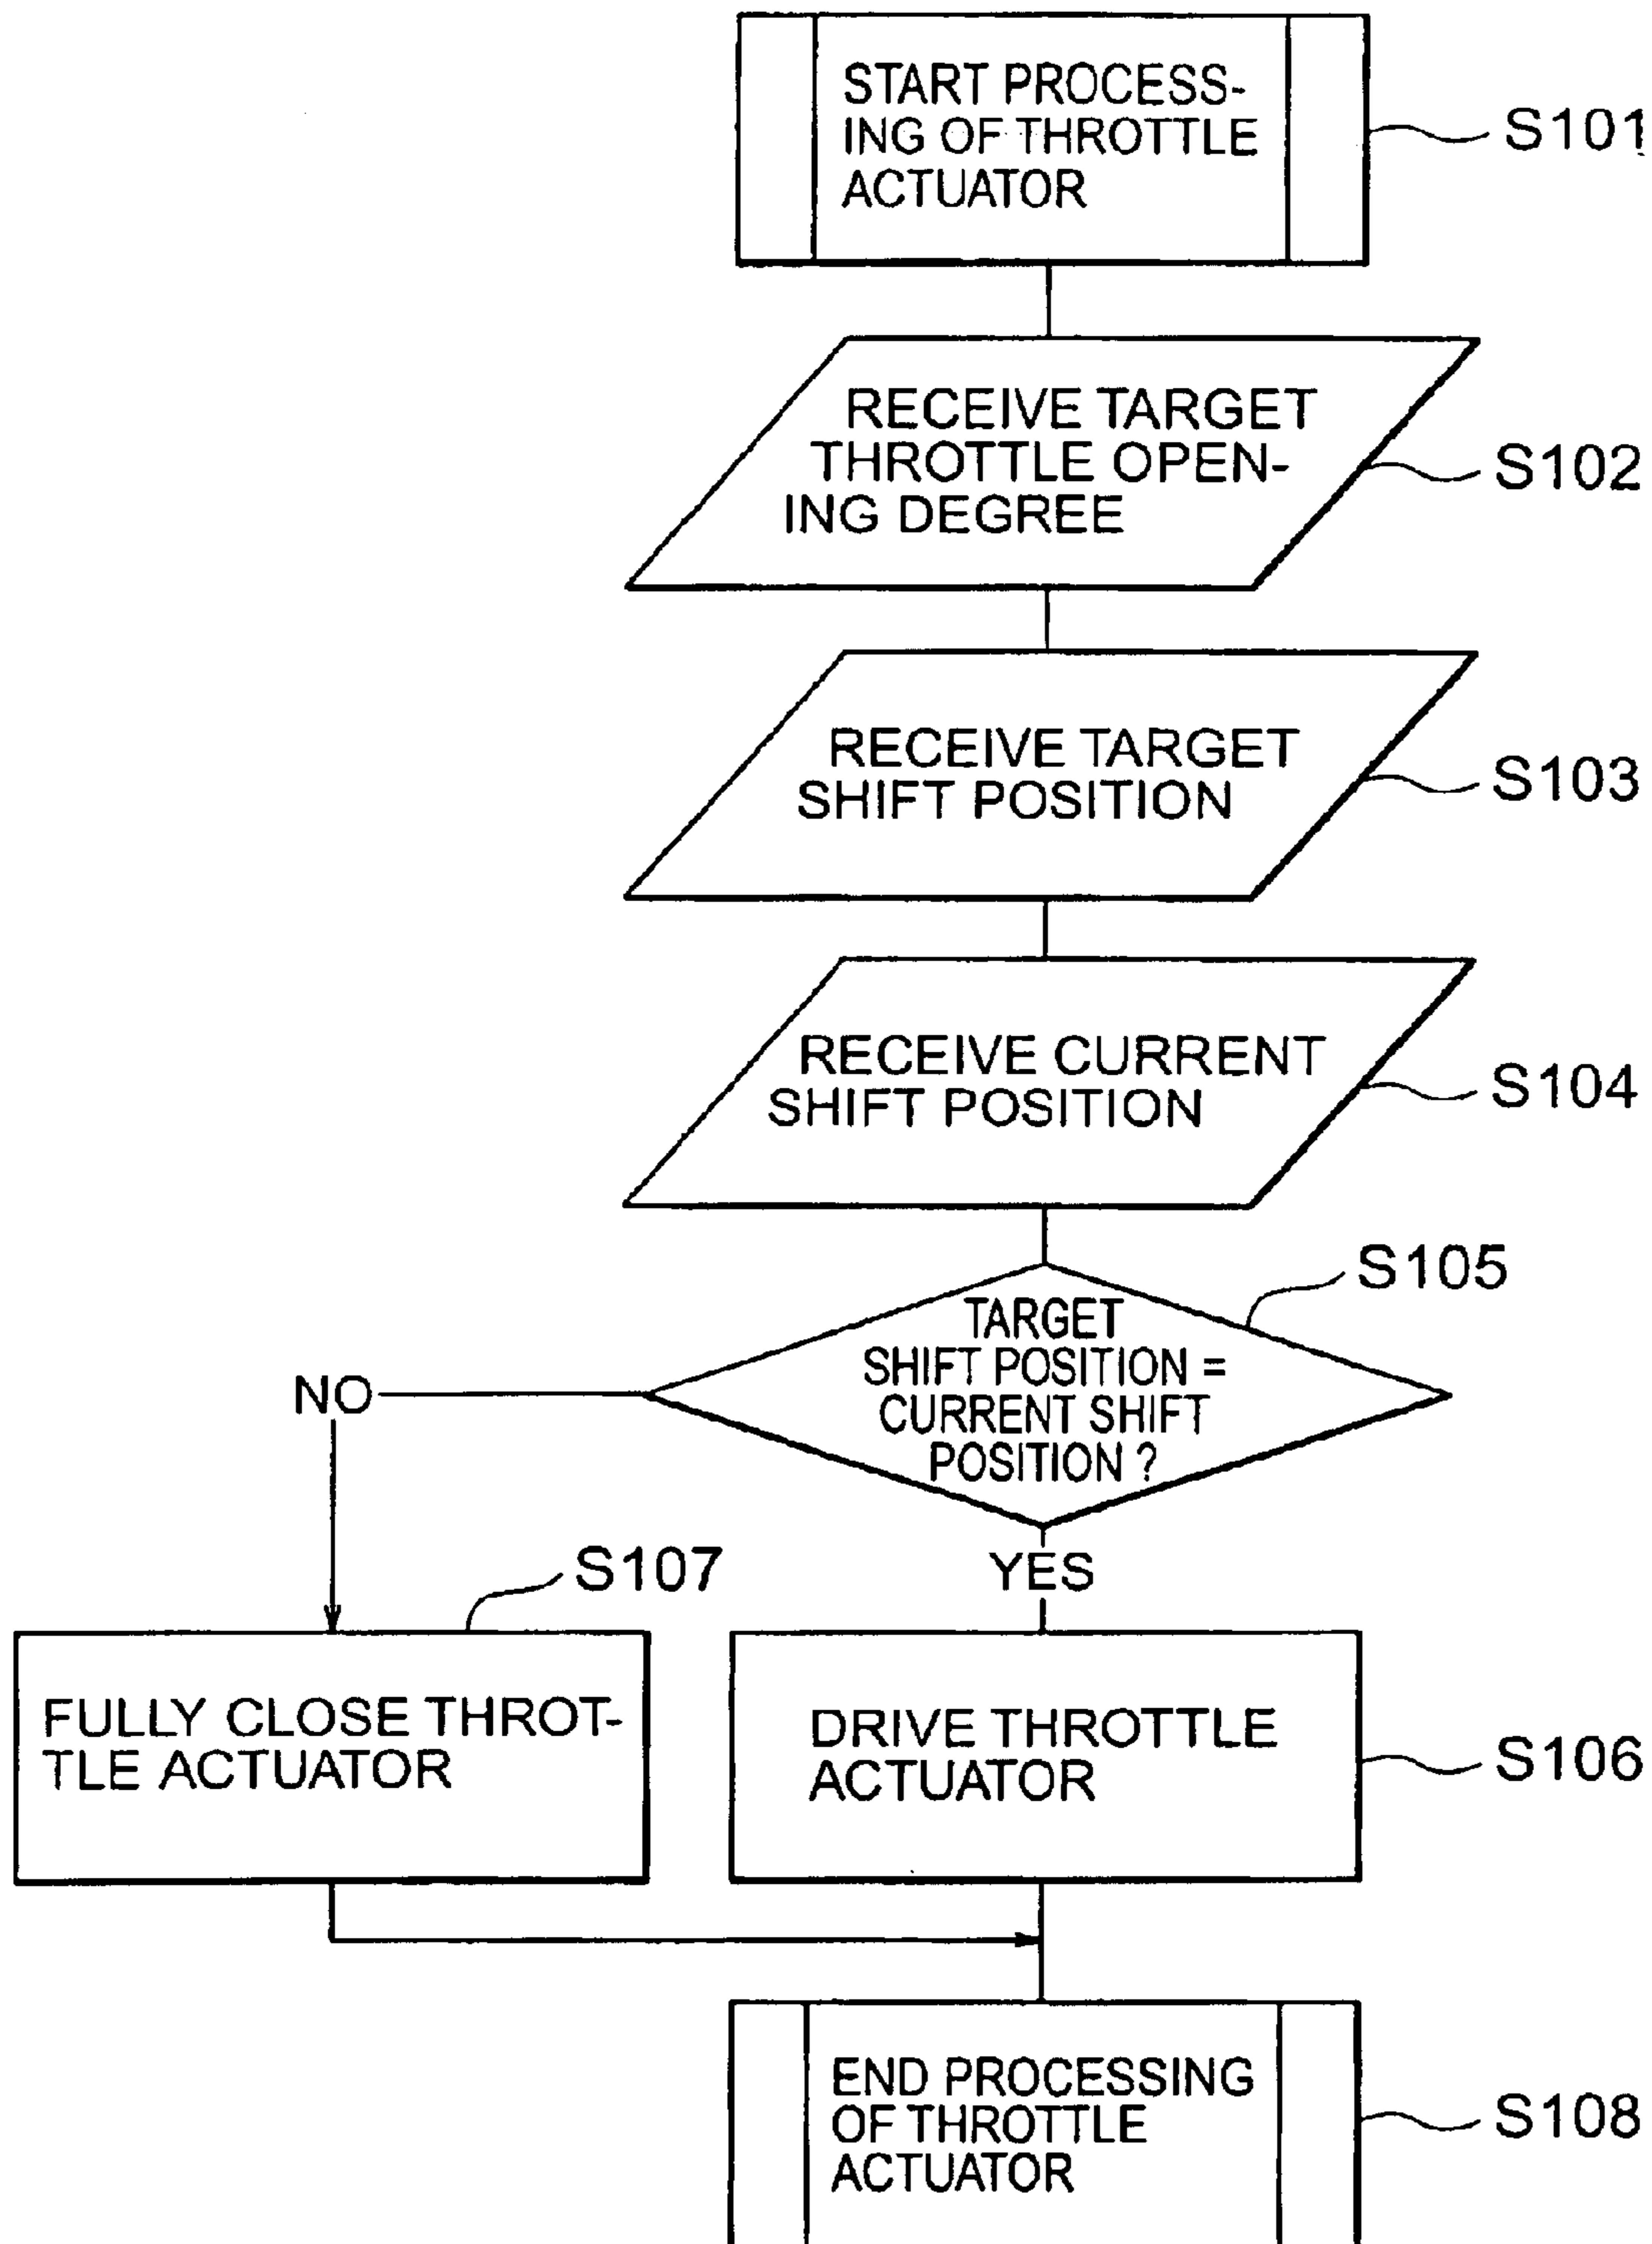 START PROCESS-
ING OF THROTTLE
ACTUATOR
S101
RECEIVE TARGET
THROTTLE OPEN-
ING DEGREE
S102
RECEIVE TARGET
SHIFT POSITION
S103
RECEIVE CURRENT
SHIFT POSITION
S104
S105
TARGET
SHIFT POSITION =
CURRENT SHIFT
POSITION ?
NO
YES
S107
FULLY CLOSE THROT-
TLE ACTUATOR
DRIVE THROTTLE
ACTUATOR
S106
END PROCESSING
OF THROTTLE
ACTUATOR
S108